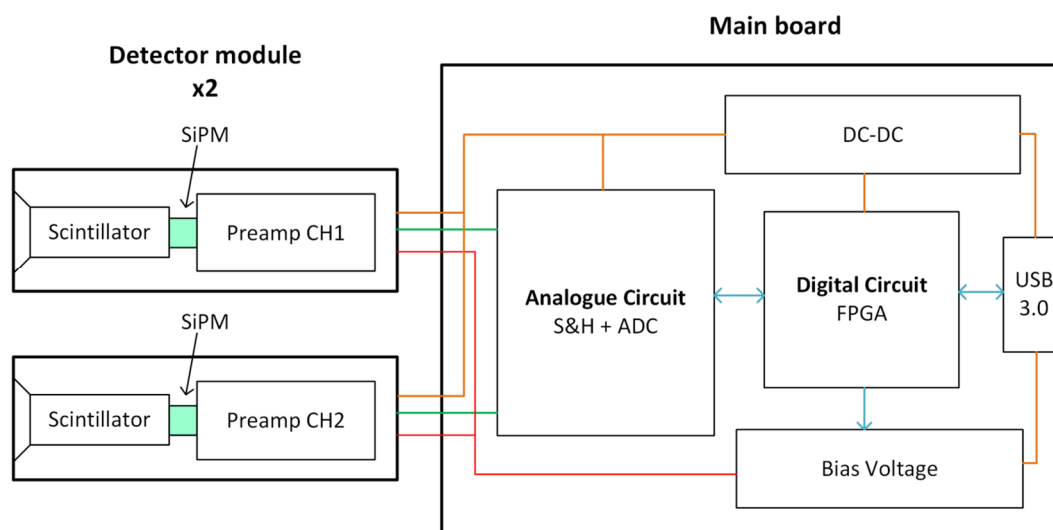 Main board
Detector module
x2
SiPM
DC-DC
Scintillator
Preamp CH1
Analogue Circuit
S&H + ADC
Digital Circuit
FPGA
USB
3.0
SiPM
Scintillator
Preamp CH2
Bias Voltage